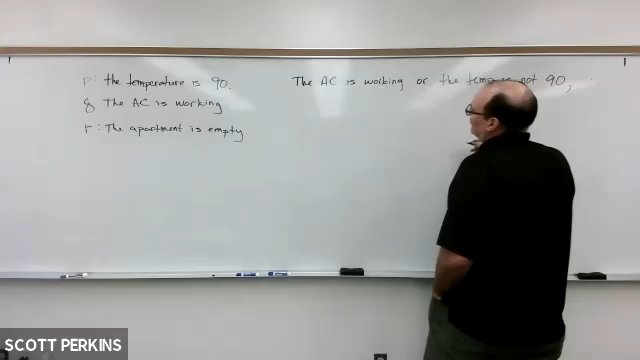 p: the temperature is 90.
q The AC is working
r: The apartment is empty
The AC is working or the temp is not 90,
SCOTT PERKINS